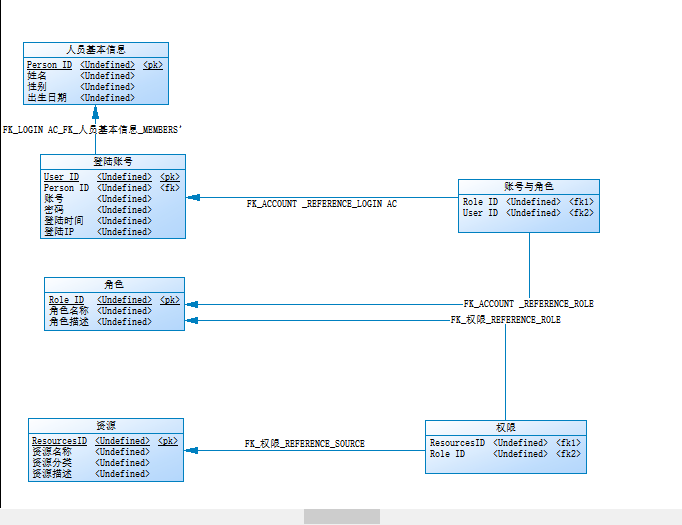 人员基本信息
Person ID <Undefined> <pk>
姓名 <Undefined>
性别 <Undefined>
出生日期 <Undefined>
FK_LOGIN AC_FK_人员基本信息_MEMBERS'
登陆账号
User ID <Undefined> <pk>
Person ID <Undefined> <fk>
账号 <Undefined>
密码 <Undefined>
登陆时间 <Undefined>
登陆IP <Undefined>
账号与角色
Role ID <Undefined> <fk1>
User ID <Undefined> <fk2>
FK_ACCOUNT _REFERENCE_LOGIN AC
角色
Role ID <Undefined> <pk>
角色名称 <Undefined>
角色描述 <Undefined>
FK_ACCOUNT _REFERENCE_ROLE
FK_权限_REFERENCE_ROLE
资源
ResourcesID <Undefined> <pk>
资源名称 <Undefined>
资源分类 <Undefined>
资源描述 <Undefined>
FK_权限_REFERENCE_SOURCE
权限
ResourcesID <Undefined> <fk1>
Role ID <Undefined> <fk2>